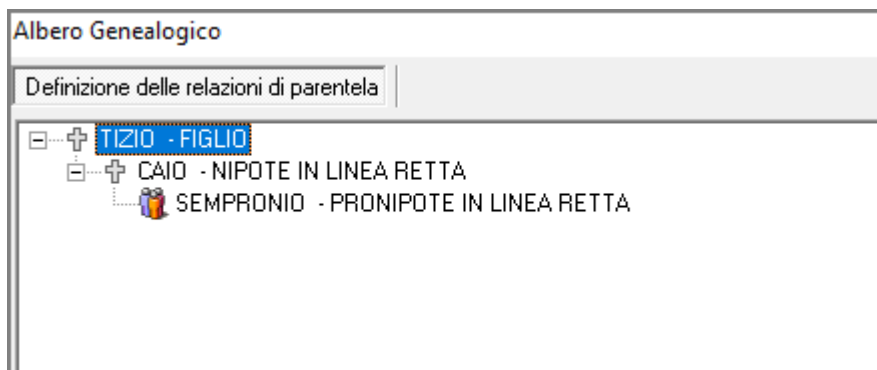 Albero Genealogico
Definizione delle relazioni di parentela
TIZIO - FIGLIO
CAIO - NIPOTE IN LINEA RETTA
SEMPRONIO - PRONIPOTE IN LINEA RETTA